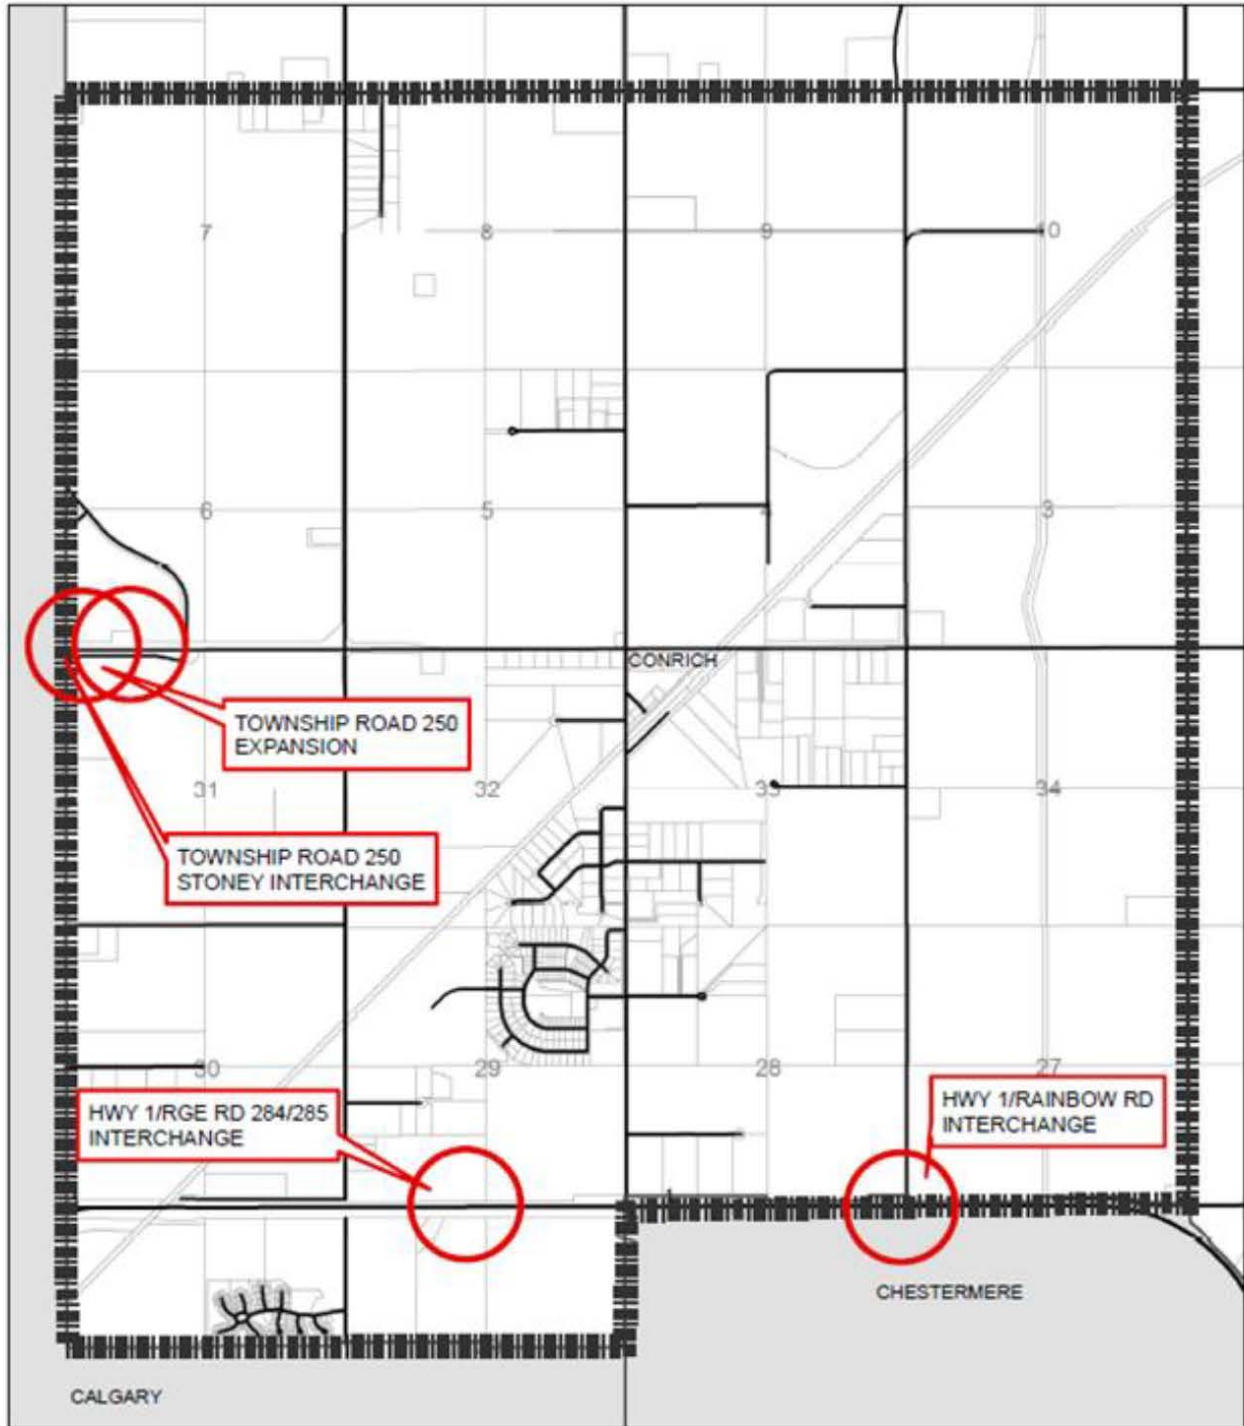 7
8
9
10
6
5
4
3
CONRICH
TOWNSHIP ROAD 250
EXPANSION
31
32
33
34
TOWNSHIP ROAD 250
STONEY INTERCHANGE
30
29
28
27
HWY 1/RGE RD 284/285
INTERCHANGE
HWY 1/RAINBOW RD
INTERCHANGE
CHESTERMERE
CALGARY